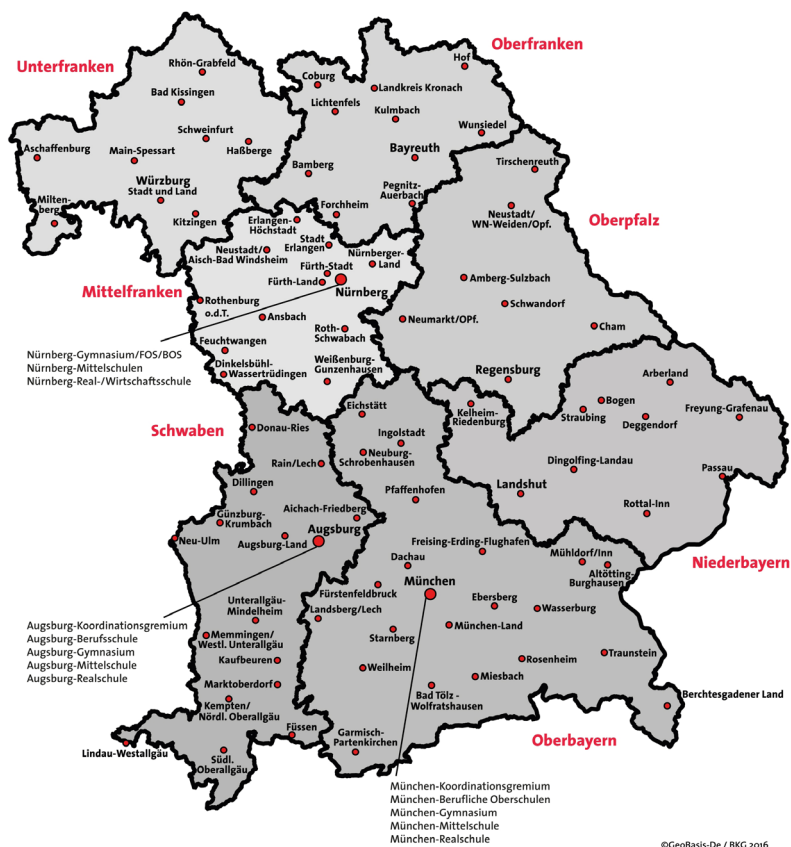 Oberfranken
Unterfranken
Rhön-Grabfeld
Hof
Coburg
Landkreis Kronach
Bad Kissingen
Lichtenfels
Kulmbach
Wunsiedel
Schweinfurt
Haßberge
Aschaffenburg
Main-Spessart
Bayreuth
Bamberg
Tirschenreuth
Würzburg
Stadt und Land
Pegnitz-
Auerbach
Milten-
berg
Kitzingen
Forchheim
Neustadt/
WN-Weiden/Opf.
Oberpfalz
Erlangen-
Höchstadt
Stadt
Erlangen
Neustadt/
Aisch-Bad Windsheim
Nürnberger-
Land
Fürth-Stadt
Fürth-Land
Nürnberg
Amberg-Sulzbach
Mittelfranken
Rothenburg
o.d.T.
Ansbach
Schwandorf
Neumarkt/OPf.
Cham
Roth-
Schwabach
Feuchtwangen
Nürnberg-Gymnasium/FOS/BOS
Nürnberg-Mittelschulen
Nürnberg-Real-/Wirtschaftsschule
Dinkelsbühl-
Wassertrüdingen
Weißenburg-
Gunzenhausen
Regensburg
Arberland
Schwaben
Eichstätt
Kelheim-
Riedenburg
Bogen
Straubing
Deggendorf
Freyung-Grafenau
Donau-Ries
Ingolstadt
Neuburg-
Schrobenhausen
Rain/Lech
Dingolfing-Landau
Passau
Dillingen
Pfaffenhofen
Landshut
Rottal-Inn
Aichach-Friedberg
Günzburg-
Krumbach
Augsburg
Neu-Ulm
Augsburg-Land
Freising-Erding-Flughafen
Mühldorf/Inn
Niederbayern
Dachau
Altötting-
Burghausen
München
Fürstenfeldbruck
Unterallgäu-
Mindelheim
Landsberg/Lech
Ebersberg
Wasserburg
Augsburg-Koordinationsgremium
Augsburg-Berufsschule
Augsburg-Gymnasium
Augsburg-Mittelschule
Augsburg-Realschule
Memmingen/
Westl. Unterallgäu
Starnberg
München-Land
Kaufbeuren
Weilheim
Rosenheim
Traunstein
Marktoberdorf
Miesbach
Bad Tölz -
Wolfratshausen
Berchtesgadener Land
Kempten/
Nördl. Oberallgäu
Füssen
Garmisch-
Partenkirchen
Oberbayern
Lindau-Westallgäu
Südl.
Oberallgäu
München-Koordinationsgremium
München-Berufliche Oberschulen
München-Gymnasium
München-Mittelschule
München-Realschule
©GeoBasis-De / BKG 2016